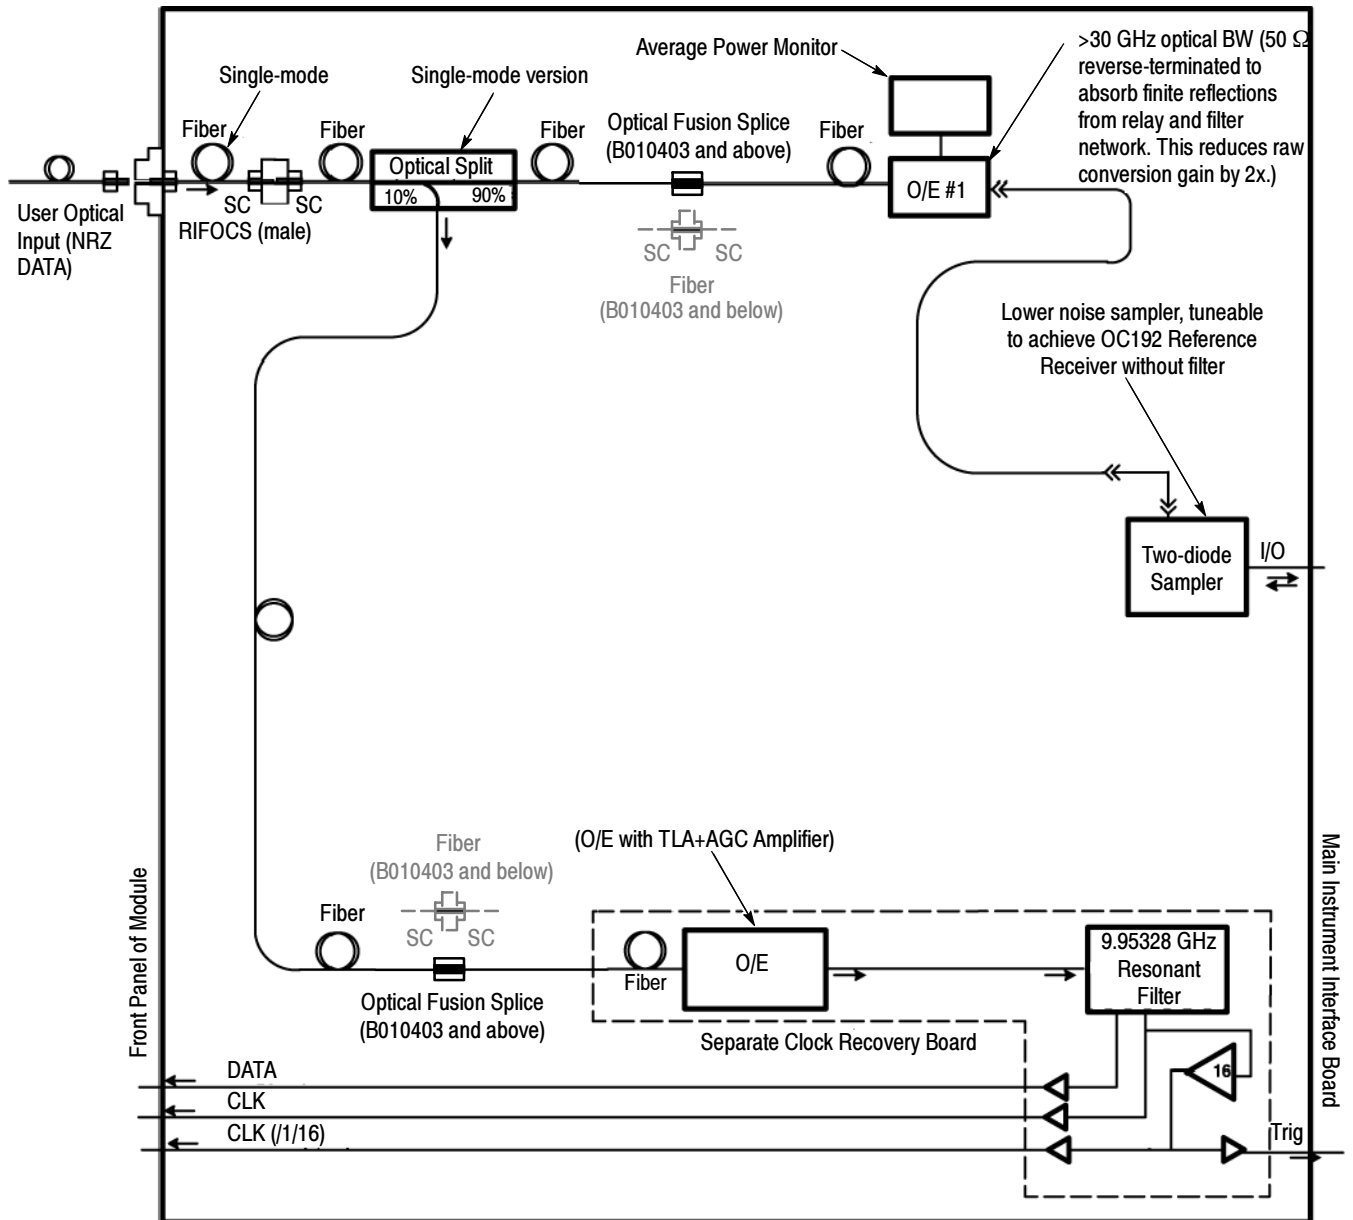 Average Power Monitor
>30 GHz optical BW (50 Ω
reverse-terminated to
absorb finite reflections
from relay and filter
network. This reduces raw
conversion gain by 2x.)
Single-mode
Single-mode version
Fiber
Fiber
Fiber
Optical Fusion Splice
(B010403 and above)
Fiber
Optical Split
10%
90%
O/E #1
User Optical
Input (NRZ
DATA)
SC
SC
RIFOCS (male)
SC
SC
Fiber
(B010403 and below)
Lower noise sampler, tuneable
to achieve OC192 Reference
Receiver without filter
Two-diode
Sampler
I/O
(O/E with TLA+AGC Amplifier)
Fiber
(B010403 and below)
SC
SC
Fiber
Optical Fusion Splice
(B010403 and above)
Fiber
O/E
9.95328 GHz
Resonant
Filter
Separate Clock Recovery Board
16
Front Panel of Module
Main Instrument Interface Board
DATA
CLK
CLK (/1/16)
Trig